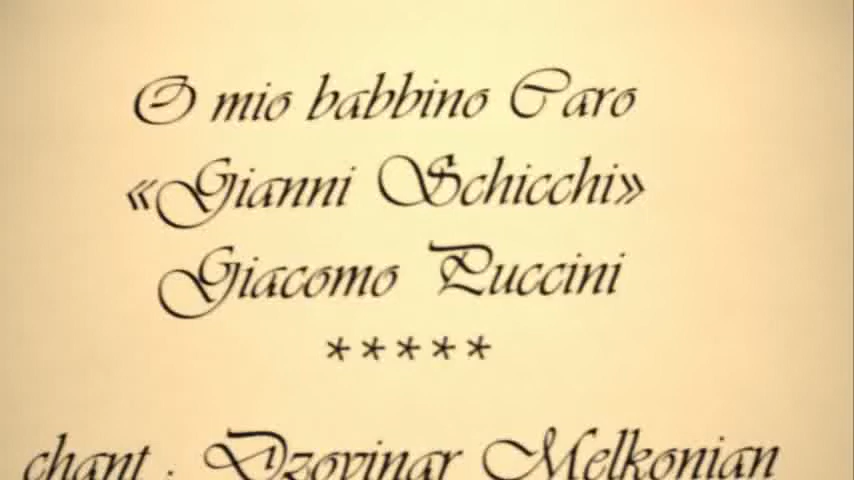 O mio babbino Caro
«Gianni Schicchi»
Giacomo Puccini
*****
chant : Dzovinar Melkonian